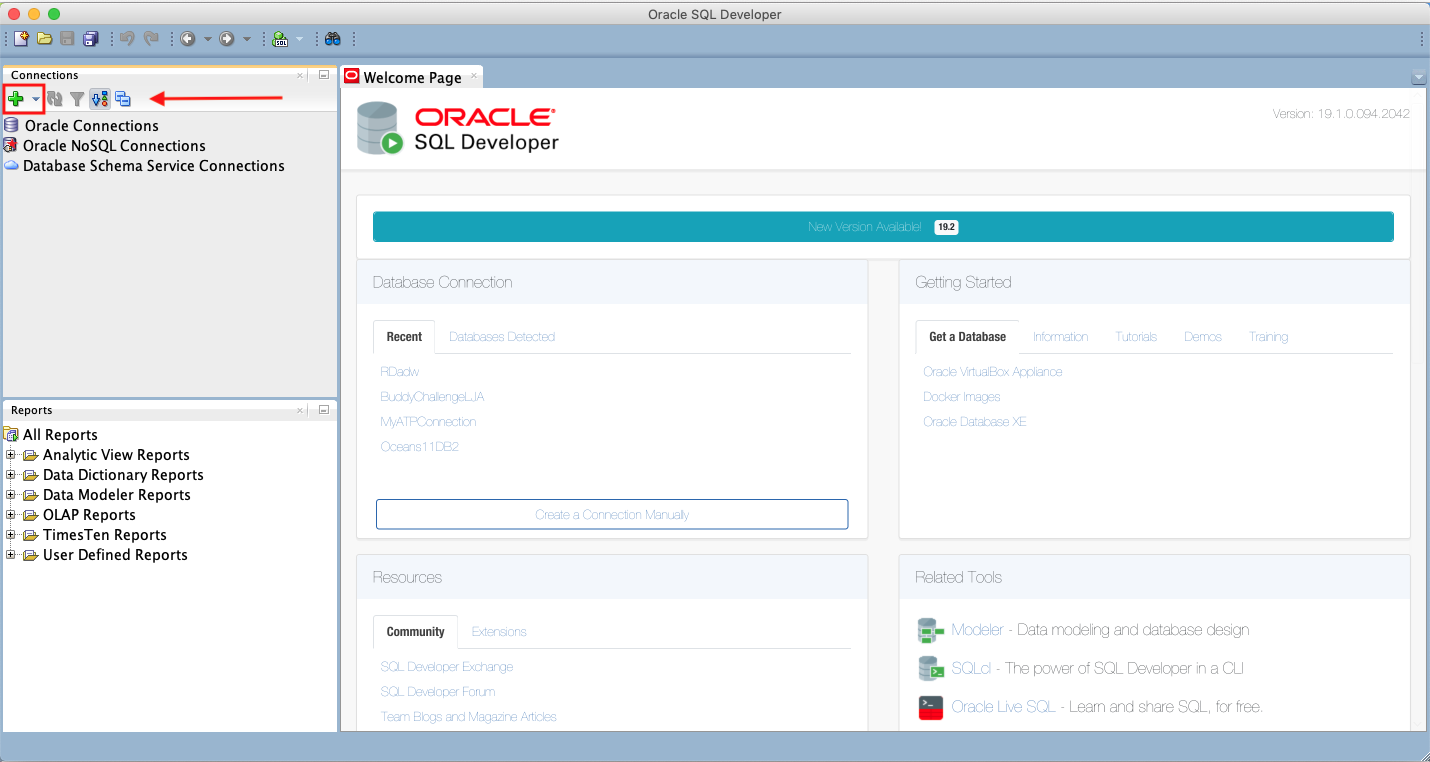 Oracle SQL Developer
SQL
Connections
Oracle Connections
Oracle NoSQL Connections
Database Schema Service Connections
Reports
All Reports
Analytic View Reports
Data Dictionary Reports
Data Modeler Reports
OLAP Reports
TimesTen Reports
User Defined Reports
Welcome Page
ORACLE®
SQL Developer
Version: 19.1.0.094.2042
New Version Available! 19.2
Database Connection
Recent Databases Detected
RDadw
BuddyChallengeLJA
MyATPConnection
Oceans11DB2
Create a Connection Manually
Getting Started
Get a Database Information Tutorials Demos Training
Oracle VirtualBox Appliance
Docker Images
Oracle Database XE
Resources
Community Extensions
SQL Developer Exchange
SQL Developer Forum
Team Blogs and Magazine Articles
Related Tools
Modeler - Data modeling and database design
SQLcl - The power of SQL Developer in a CLI
Oracle Live SQL - Learn and share SQL, for free.